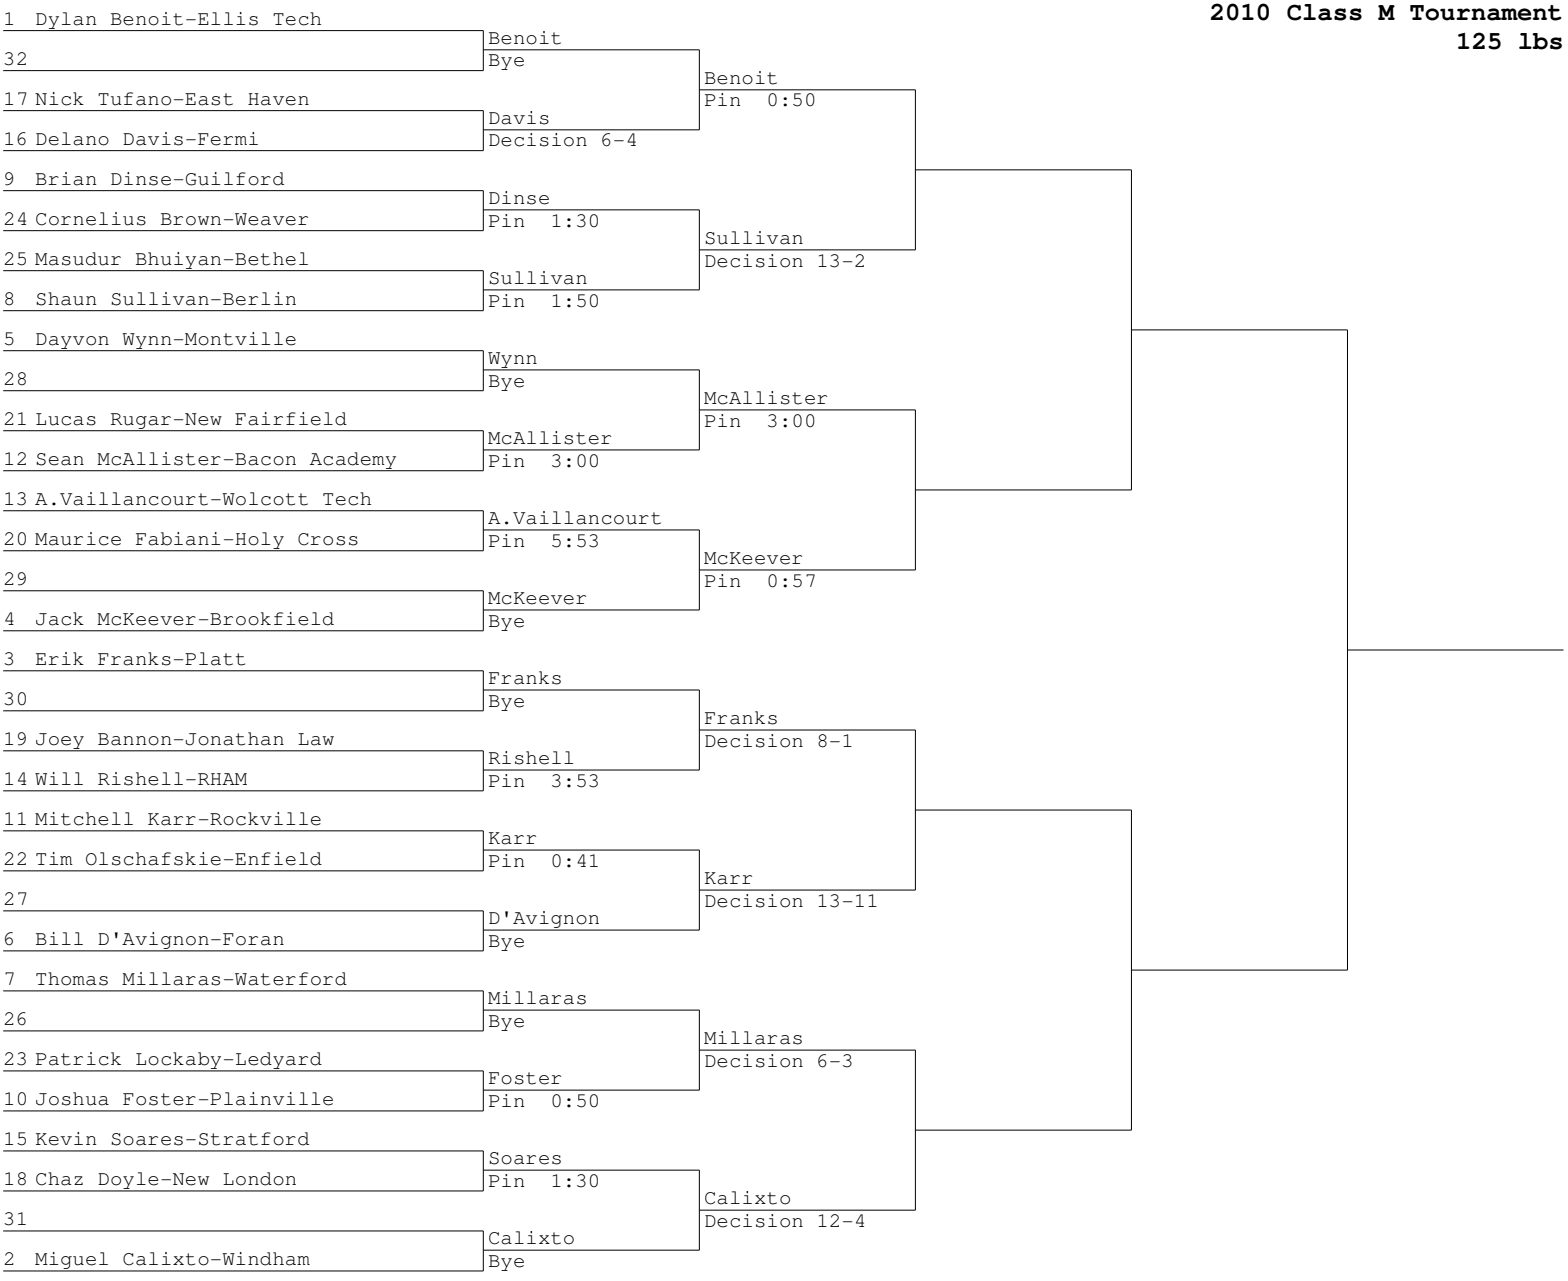 2010 Class M Tournament
125 lbs
1 Dylan Benoit-Ellis Tech
32
17 Nick Tufano-East Haven
16 Delano Davis-Fermi
9 Brian Dinse-Guilford
24 Cornelius Brown-Weaver
25 Masudur Bhuiyan-Bethel
8 Shaun Sullivan-Berlin
5 Dayvon Wynn-Montville
28
21 Lucas Rugar-New Fairfield
12 Sean McAllister-Bacon Academy
13 A.Vaillancourt-Wolcott Tech
20 Maurice Fabiani-Holy Cross
29
4 Jack McKeever-Brookfield
3 Erik Franks-Platt
30
19 Joey Bannon-Jonathan Law
14 Will Rishell-RHAM
11 Mitchell Karr-Rockville
22 Tim Olschafskie-Enfield
27
6 Bill D'Avignon-Foran
7 Thomas Millaras-Waterford
26
23 Patrick Lockaby-Ledyard
10 Joshua Foster-Plainville
15 Kevin Soares-Stratford
18 Chaz Doyle-New London
31
2 Miguel Calixto-Windham
Benoit
Bye
Davis
Decision 6-4
Dinse
Pin 1:30
Sullivan
Pin 1:50
Wynn
Bye
McAllister
Pin 3:00
A.Vaillancourt
Pin 5:53
McKeever
Bye
Franks
Bye
Rishell
Pin 3:53
Karr
Pin 0:41
D'Avignon
Bye
Millaras
Bye
Foster
Pin 0:50
Soares
Pin 1:30
Calixto
Bye
Benoit
Pin 0:50
Sullivan
Decision 13-2
McAllister
Pin 3:00
McKeever
Pin 0:57
Franks
Decision 8-1
Karr
Decision 13-11
Millaras
Decision 6-3
Calixto
Decision 12-4